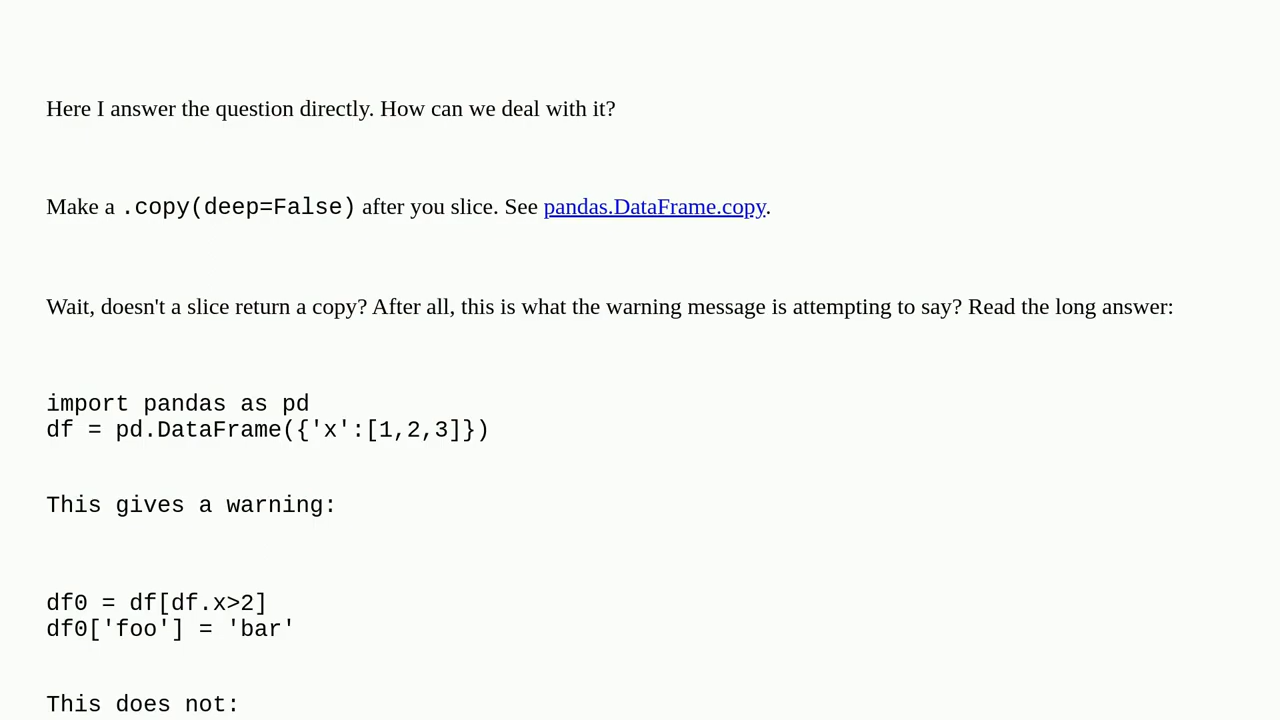 Here I answer the question directly. How can we deal with it?
Make a .copy(deep=False) after you slice. See pandas.DataFrame.copy.
Wait, doesn't a slice return a copy? After all, this is what the warning message is attempting to say? Read the long answer:
import pandas as pd
df = pd.DataFrame({'x':[1,2,3]})
This gives a warning:
df0 = df[df.x>2]
df0['foo'] = 'bar'
This does not: